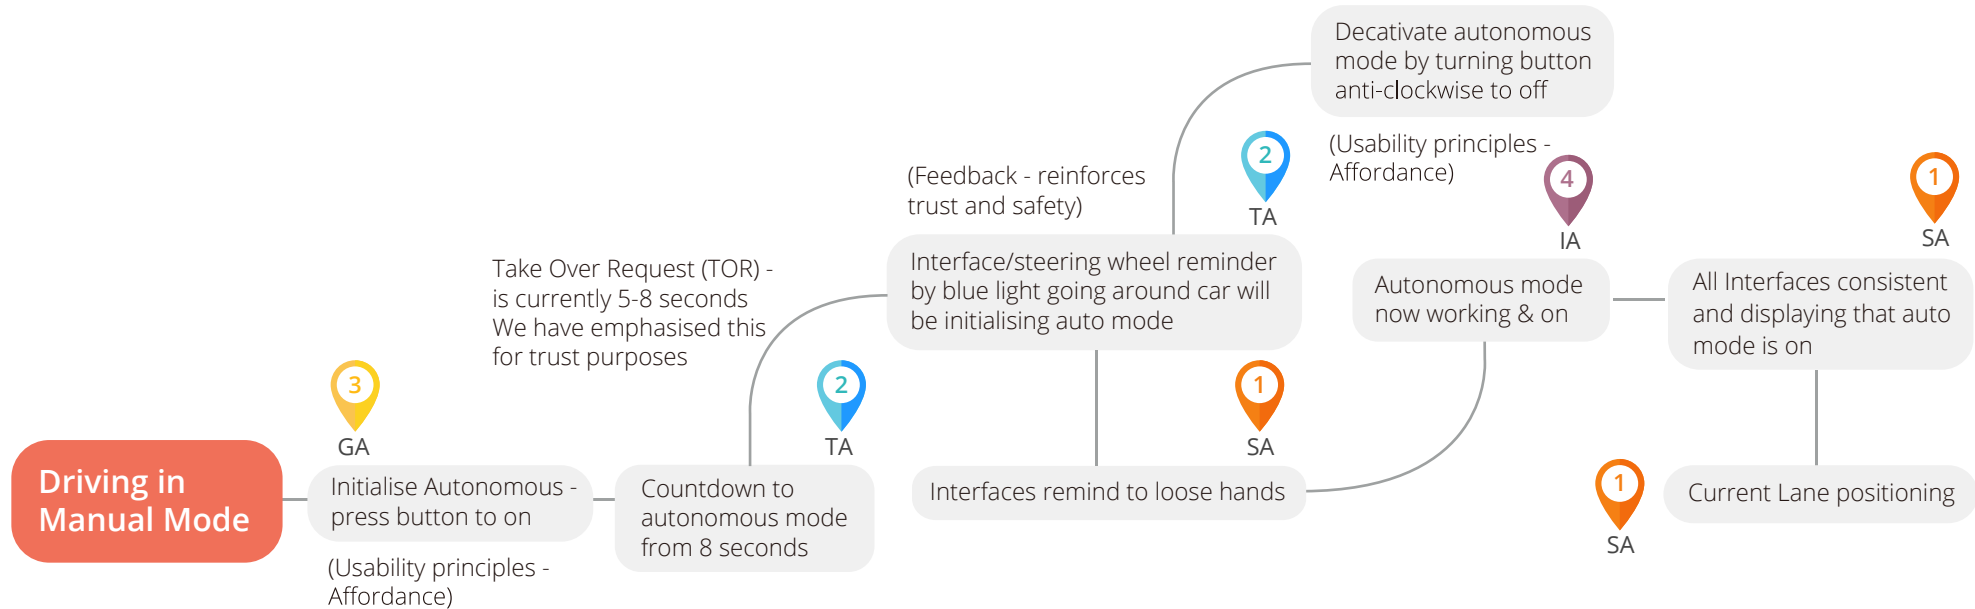 Driving in
Manual Mode
3
GA
Initialise Autonomous -
press button to on
(Usability principles -
Affordance)
Take Over Request (TOR) -
is currently 5-8 seconds
We have emphasised this
for trust purposes
2
TA
Countdown to
autonomous mode
from 8 seconds
(Feedback - reinforces
trust and safety)
2
TA
Interface/steering wheel reminder
by blue light going around car will
be initialising auto mode
Decativate autonomous
mode by turning button
anti-clockwise to off
(Usability principles -
Affordance)
1
SA
Interfaces remind to loose hands
4
IA
Autonomous mode
now working & on
1
SA
All Interfaces consistent
and displaying that auto
mode is on
1
SA
Current Lane positioning